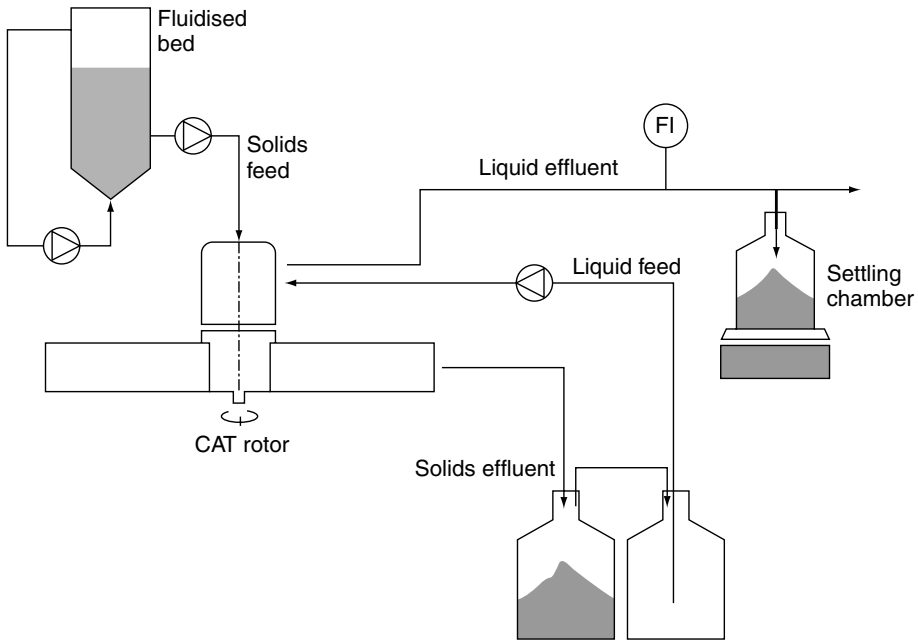 Fluidised
bed
Solids
feed
FI
Liquid effluent
Liquid feed
Settling
chamber
CAT rotor
Solids effluent